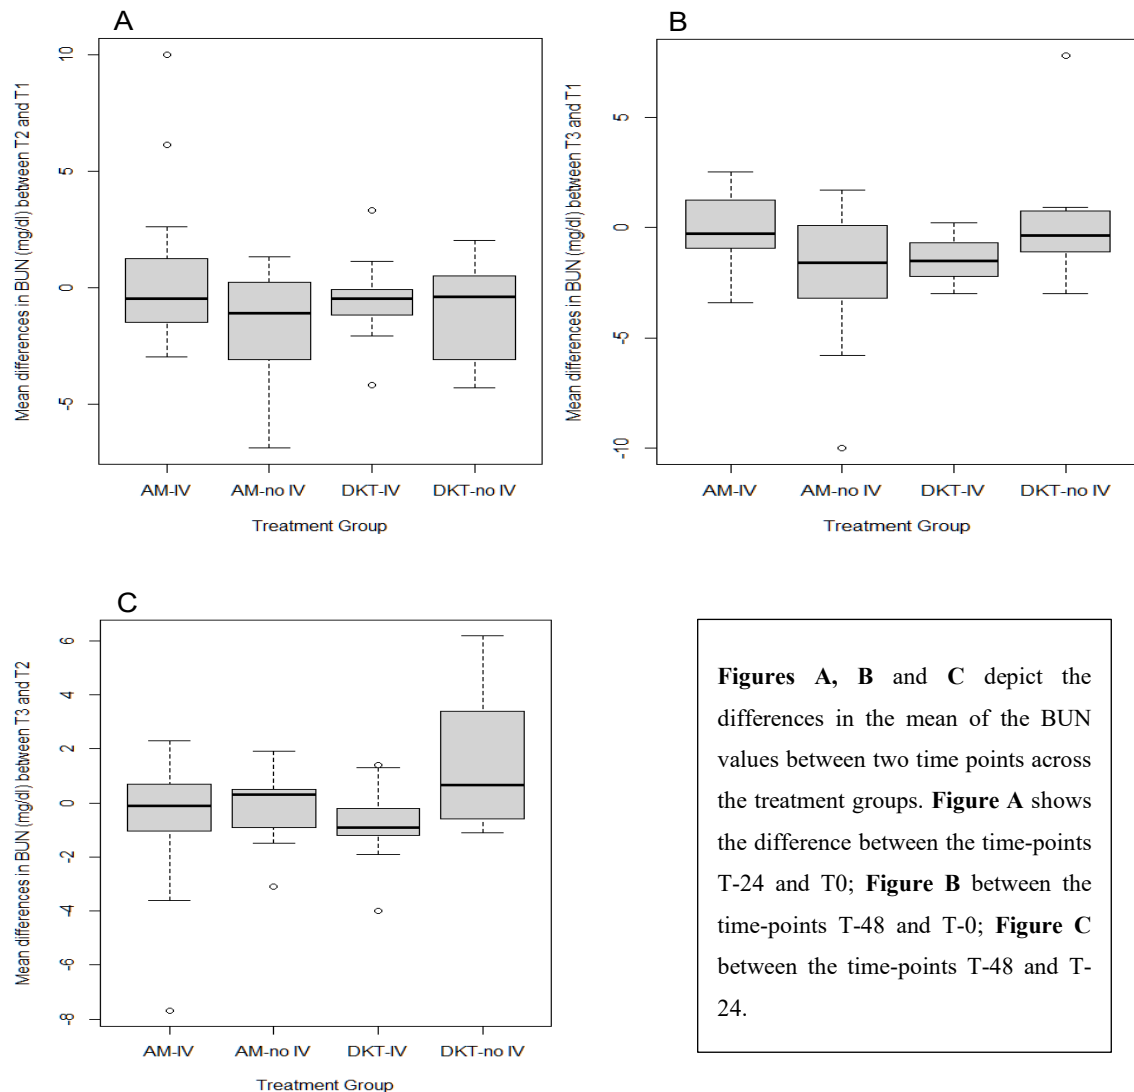 A
Mean differences in BUN (mg/dl) between T2 and T1
10
5
0
-5
AM-IV AM-no IV DKT-IV DKT-no IV
Treatment Group
B
Mean differences in BUN (mg/dl) between T3 and T1
5
0
-5
-10
AM-IV AM-no IV DKT-IV DKT-no IV
Treatment Group
C
Mean differences in BUN (mg/dl) between T3 and T2
6
4
2
0
-2
-4
-6
-8
AM-IV AM-no IV DKT-IV DKT-no IV
Treatment Group
Figures A, B and C depict the
differences in the mean of the BUN
values between two time points across
the treatment groups. Figure A shows
the difference between the time-points
T-24 and T0; Figure B between the
time-points T-48 and T-0; Figure C
between the time-points T-48 and T-
24.